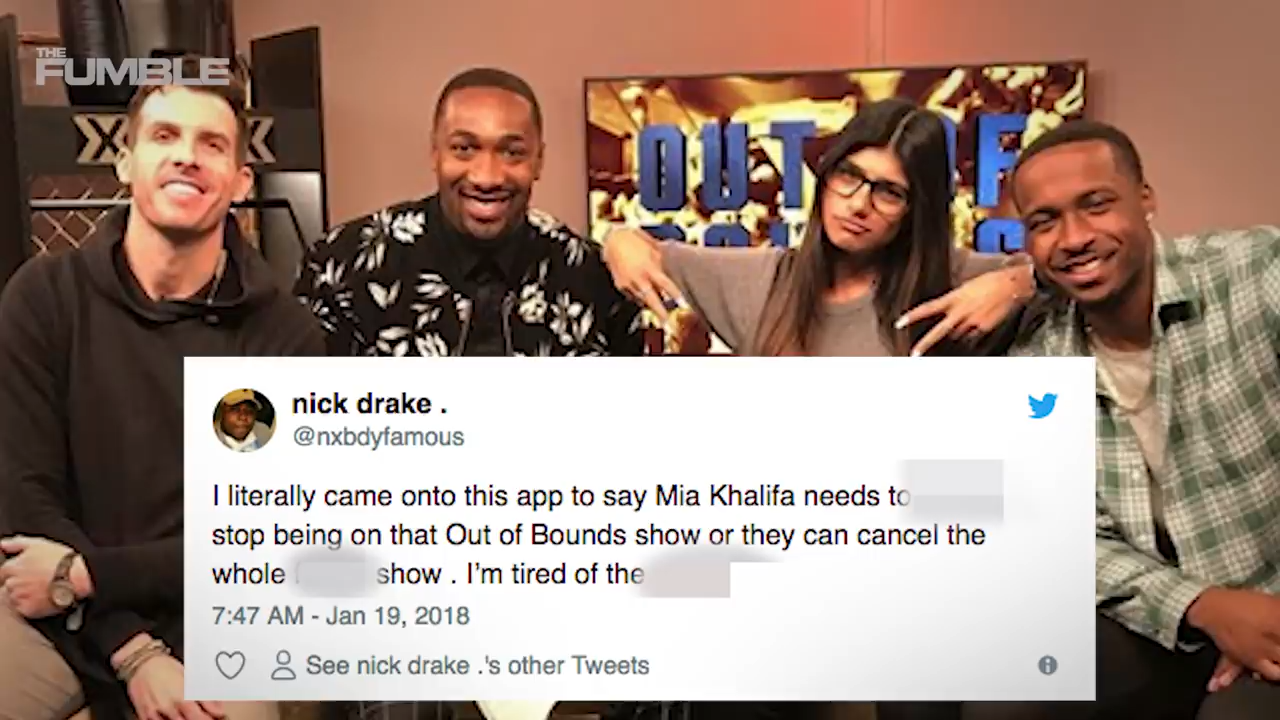 THE
FUMBLE
OUT OF
nick drake .
@nxbdyfamous
I literally came onto this app to say Mia Khalifa needs to
stop being on that Out of Bounds show or they can cancel the
whole show . I'm tired of the
7:47 AM - Jan 19, 2018
See nick drake .'s other Tweets